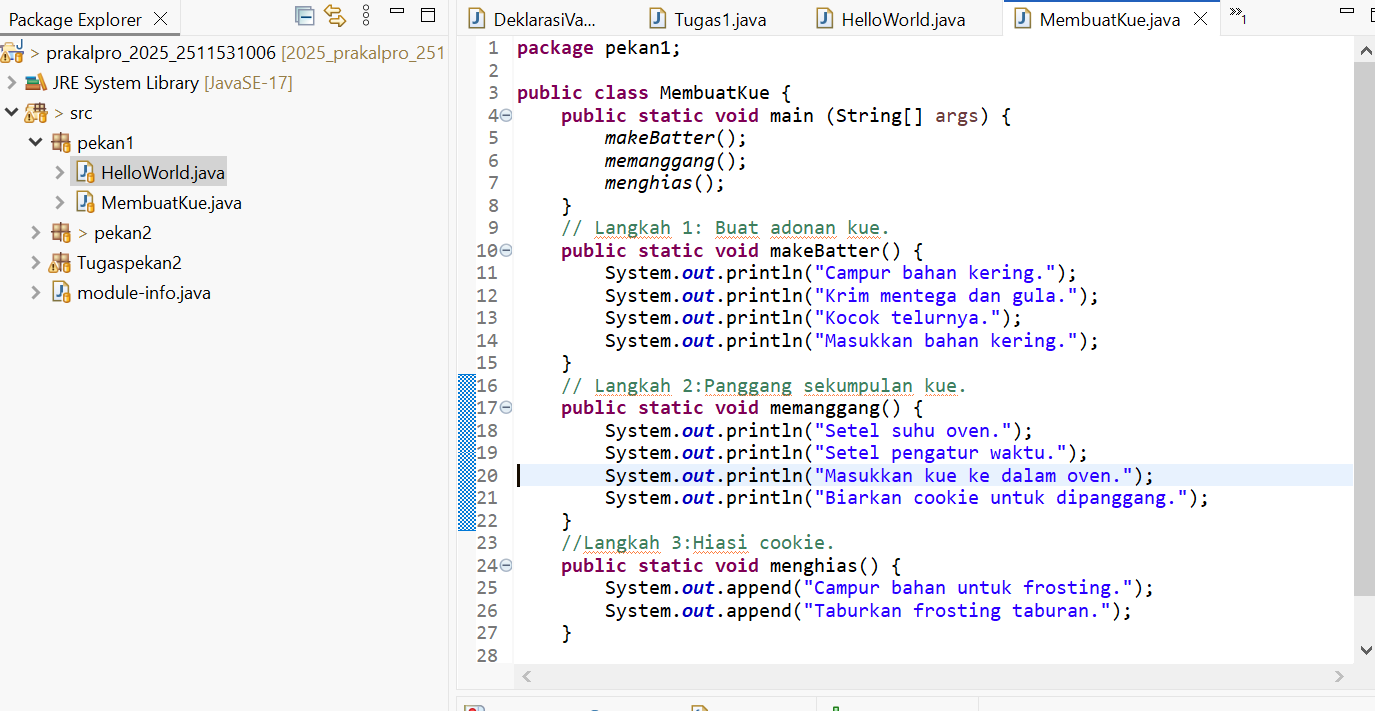 Package Explorer
> prakalpro_2025_2511531006 [2025_prakalpro_251
JRE System Library [JavaSE-17]
> src
pekan1
HelloWorld.java
MembuatKue.java
> pekan2
Tugaspekan2
module-info.java
DeklarasiVa... Tugas1.java HelloWorld.java MembuatKue.java »1
1 package pekan1;
2
3 public class MembuatKue {
4 public static void main (String[] args) {
5 makeBatter();
6 memanggang();
7 menghias();
8 }
9 // Langkah 1: Buat adonan kue.
10 public static void makeBatter() {
11 System.out.println("Campur bahan kering.");
12 System.out.println("Krim mentega dan gula.");
13 System.out.println("Kocok telurnya.");
14 System.out.println("Masukkan bahan kering.");
15 }
16 // Langkah 2:Panggang sekumpulan kue.
17 public static void memanggang() {
18 System.out.println("Setel suhu oven.");
19 System.out.println("Setel pengatur waktu.");
20 System.out.println("Masukkan kue ke dalam oven.");
21 System.out.println("Biarkan cookie untuk dipanggang.");
22 }
23 //Langkah 3:Hiasi cookie.
24 public static void menghias() {
25 System.out.append("Campur bahan untuk frosting.");
26 System.out.append("Taburkan frosting taburan.");
27 }
28